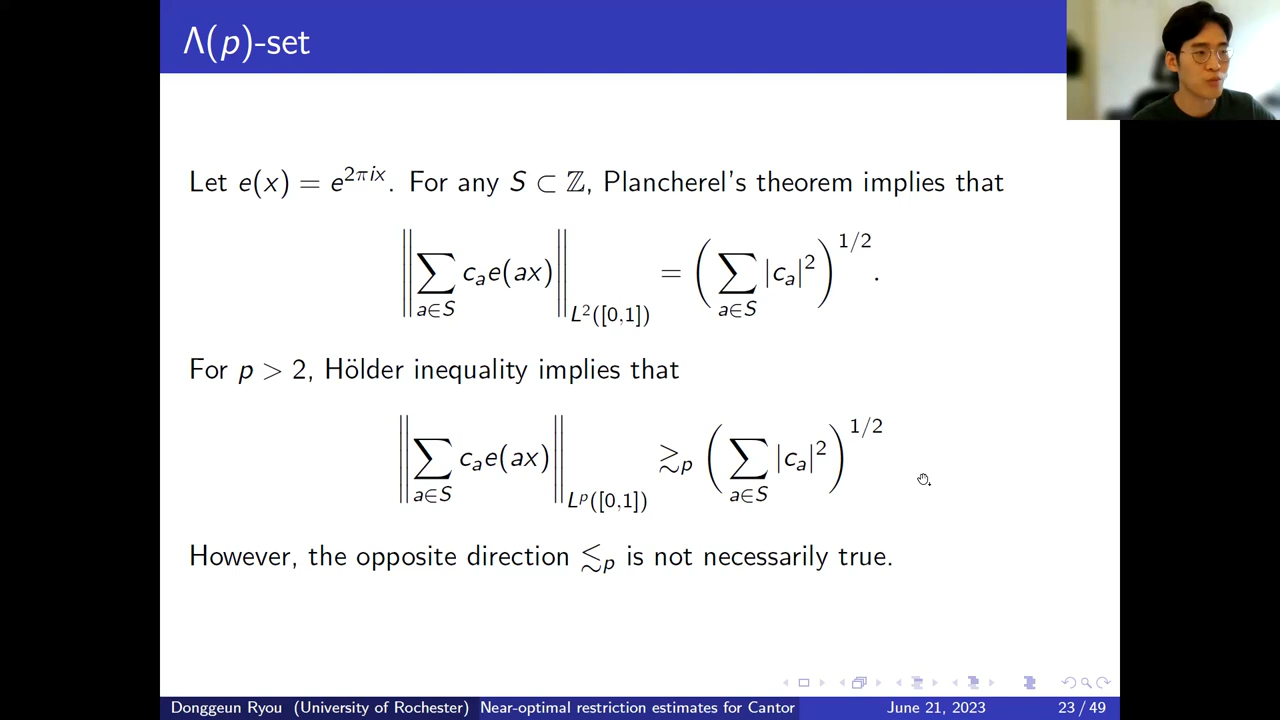 Λ(p)-set
Let e(x) = e^{2πix}. For any S ⊂ ℤ, Plancherel's theorem implies that
‖∑_{a∈S} c_a e(ax)‖_{L²([0,1])} = (∑_{a∈S} |c_a|²)^{1/2}.
For p > 2, Hölder inequality implies that
‖∑_{a∈S} c_a e(ax)‖_{L^p([0,1])} ≳_p (∑_{a∈S} |c_a|²)^{1/2}
However, the opposite direction ≲_p is not necessarily true.
Donggeun Ryou (University of Rochester) Near-optimal restriction estimates for Cantor June 21, 2023 23 / 49